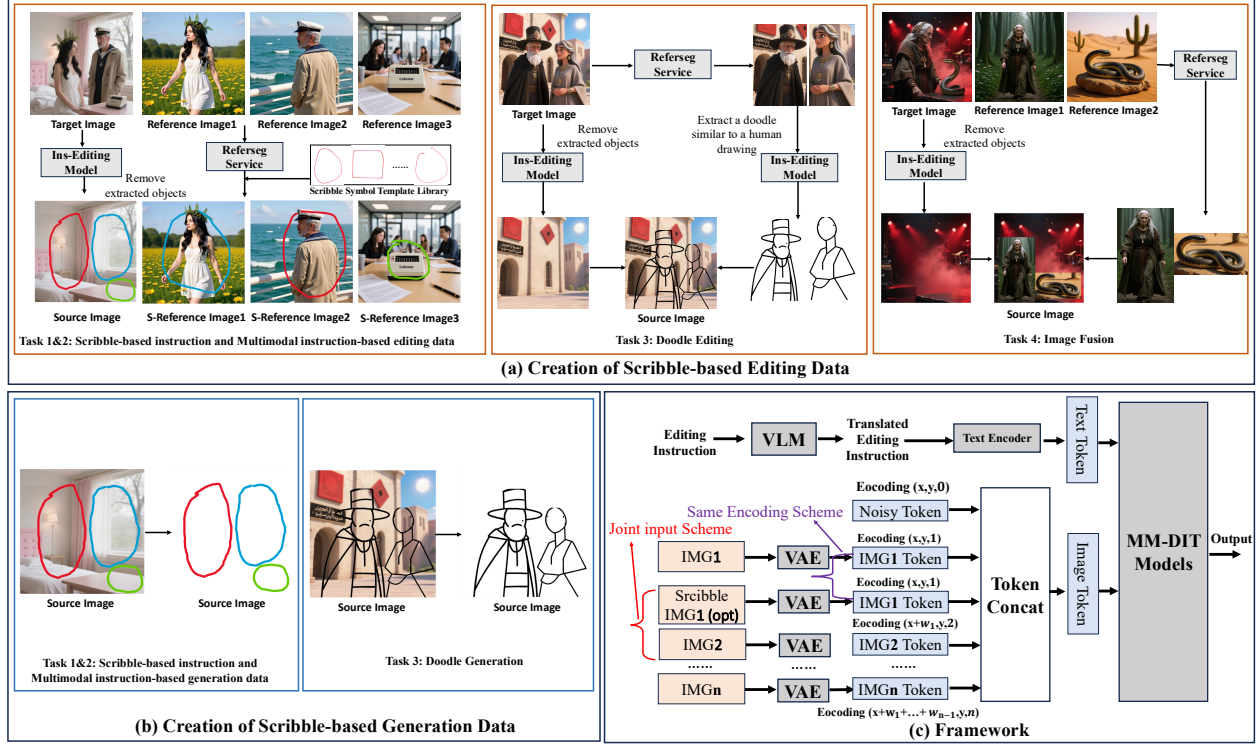 Target Image
Reference Image1
Reference Image2
Reference Image3
Ins-Editing
Model
Referseg
Service
Remove
extracted objects
......
Scribble Symbol Template Library
Source Image
S-Reference Image1
S-Reference Image2
S-Reference Image3
Task 1&2: Scribble-based instruction and Multimodal instruction-based editing data
Target Image
Referseg
Service
Remove
extracted objects
Extract a doodle
similar to a human
drawing
Ins-Editing
Model
Ins-Editing
Model
Source Image
Task 3: Doodle Editing
Target Image
Reference Image1
Reference Image2
Referseg
Service
Remove
extracted objects
Ins-Editing
Model
Source Image
Task 4: Image Fusion
(a) Creation of Scribble-based Editing Data
Source Image
Source Image
Task 1&2: Scribble-based instruction and
Multimodal instruction-based generation data
Source Image
Source Image
Task 3: Doodle Generation
(b) Creation of Scribble-based Generation Data
Editing
Instruction
VLM
Translated
Editing
Instruction
Text Encoder
Text Token
Eocoding (x,y,0)
Noisy Token
Same Encoding Scheme
Joint input Scheme
Eocoding (x,y,1)
IMG1
VAE
IMG1 Token
Eocoding (x,y,1)
Srcibble
IMG1 (opt)
VAE
IMG1 Token
Eocoding (x+w₁,y,2)
IMG2
VAE
IMG2 Token
......
......
......
IMGn
VAE
IMGn Token
Eocoding (x+w₁+...+wₙ₋₁,y,n)
Token
Concat
Image Token
MM-DIT
Models
Output
(c) Framework